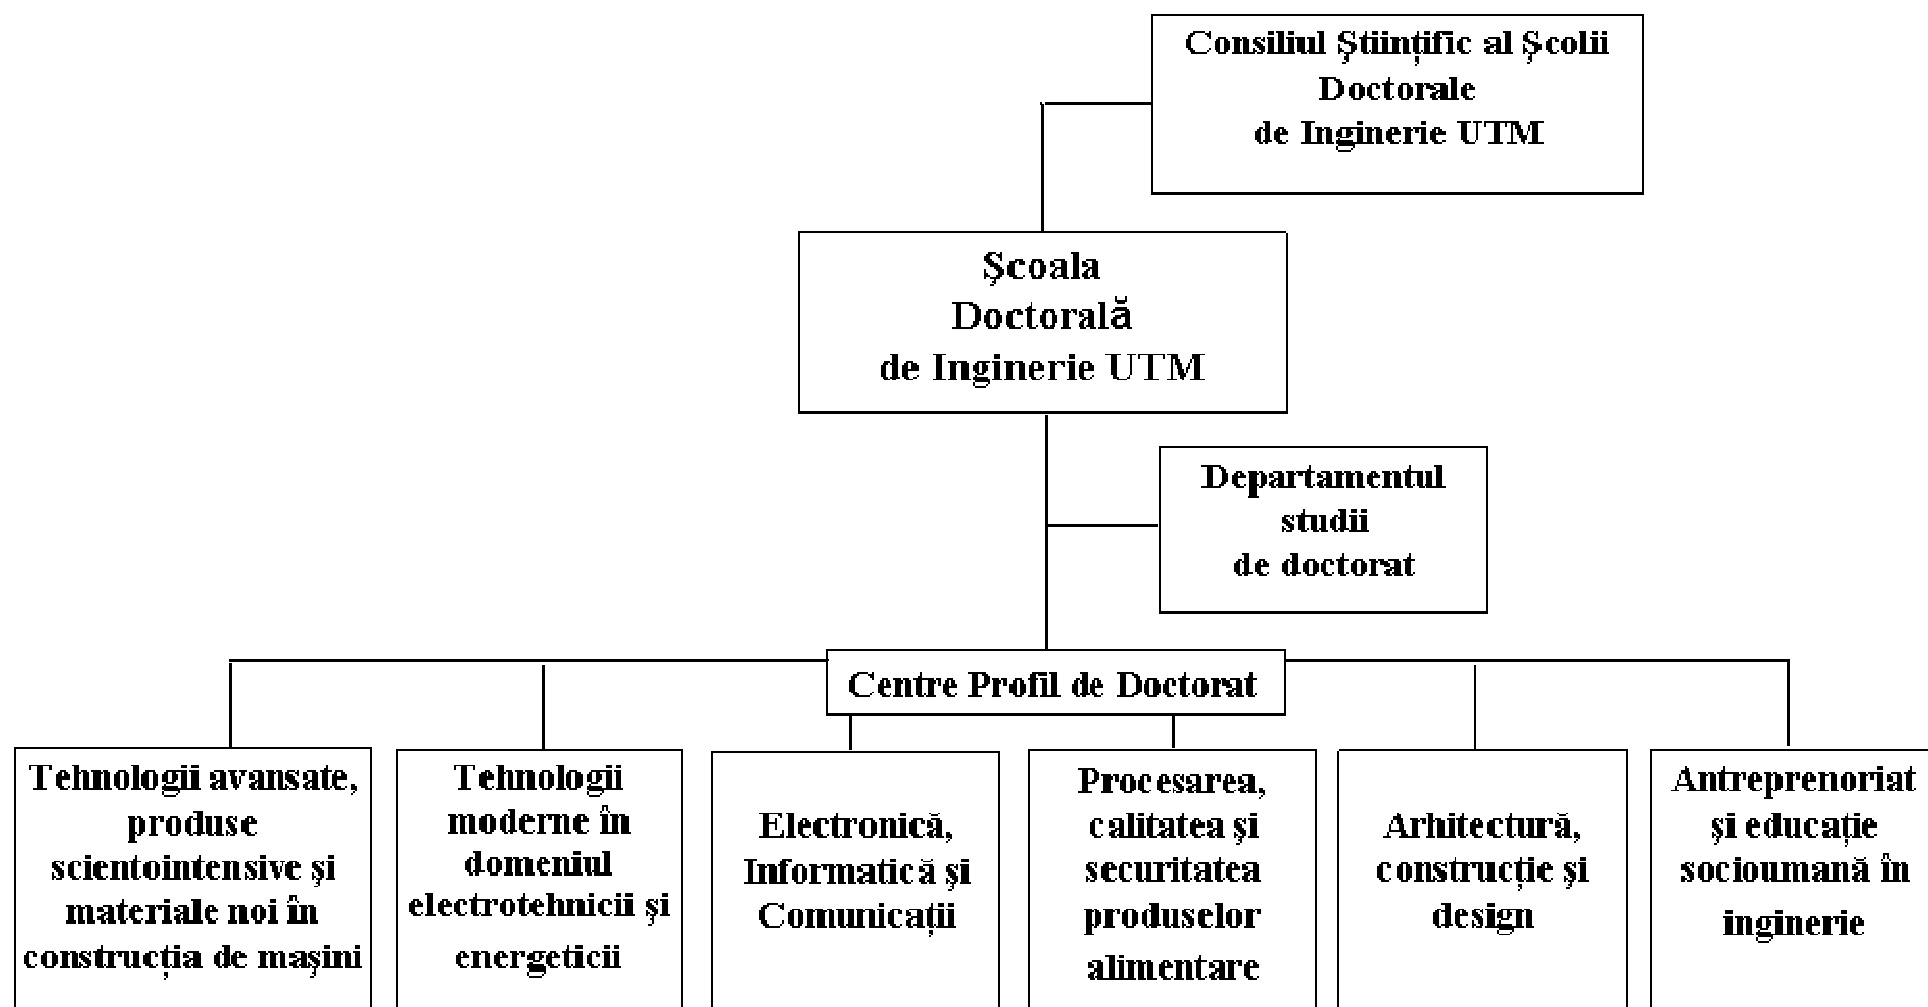 Consiliul Ştiinţific al Şcolii
Doctorale
de Inginerie UTM
Şcoala
Doctorală
de Inginerie UTM
Departamentul
studii
de doctorat
Centre Profil de Doctorat
Tehnologii avansate,
produse
scientointensive şi
materiale noi în
construcţia de maşini
Tehnologii
moderne în
domeniul
electrotehnicii şi
energeticii
Electronică,
Informatică şi
Comunicaţii
Procesarea,
calitatea şi
securitatea
produselor
alimentare
Arhitectură,
construcţie şi
design
Antreprenoriat
şi educaţie
socioumană în
inginerie